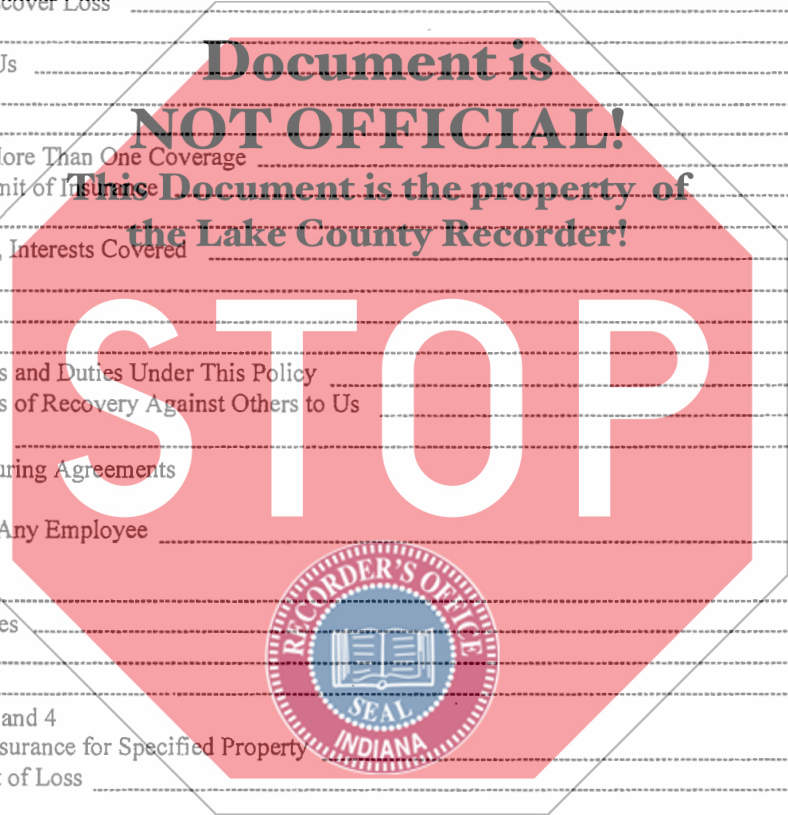 cover Loss
Document is
Us
NOT OFFICIAL!
More Than One Coverage
mit of Insurance
This Document is the property of
the Lake County Recorder!
, Interests Covered
STOP
s and Duties Under This Policy
s of Recovery Against Others to Us
uring Agreements
Any Employee
RECORDER'S OFFICE
es
SEAL
INDIANA
and 4
surance for Specified Property
t of Loss